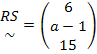 RS = ( 6
a − 1
15 )
~